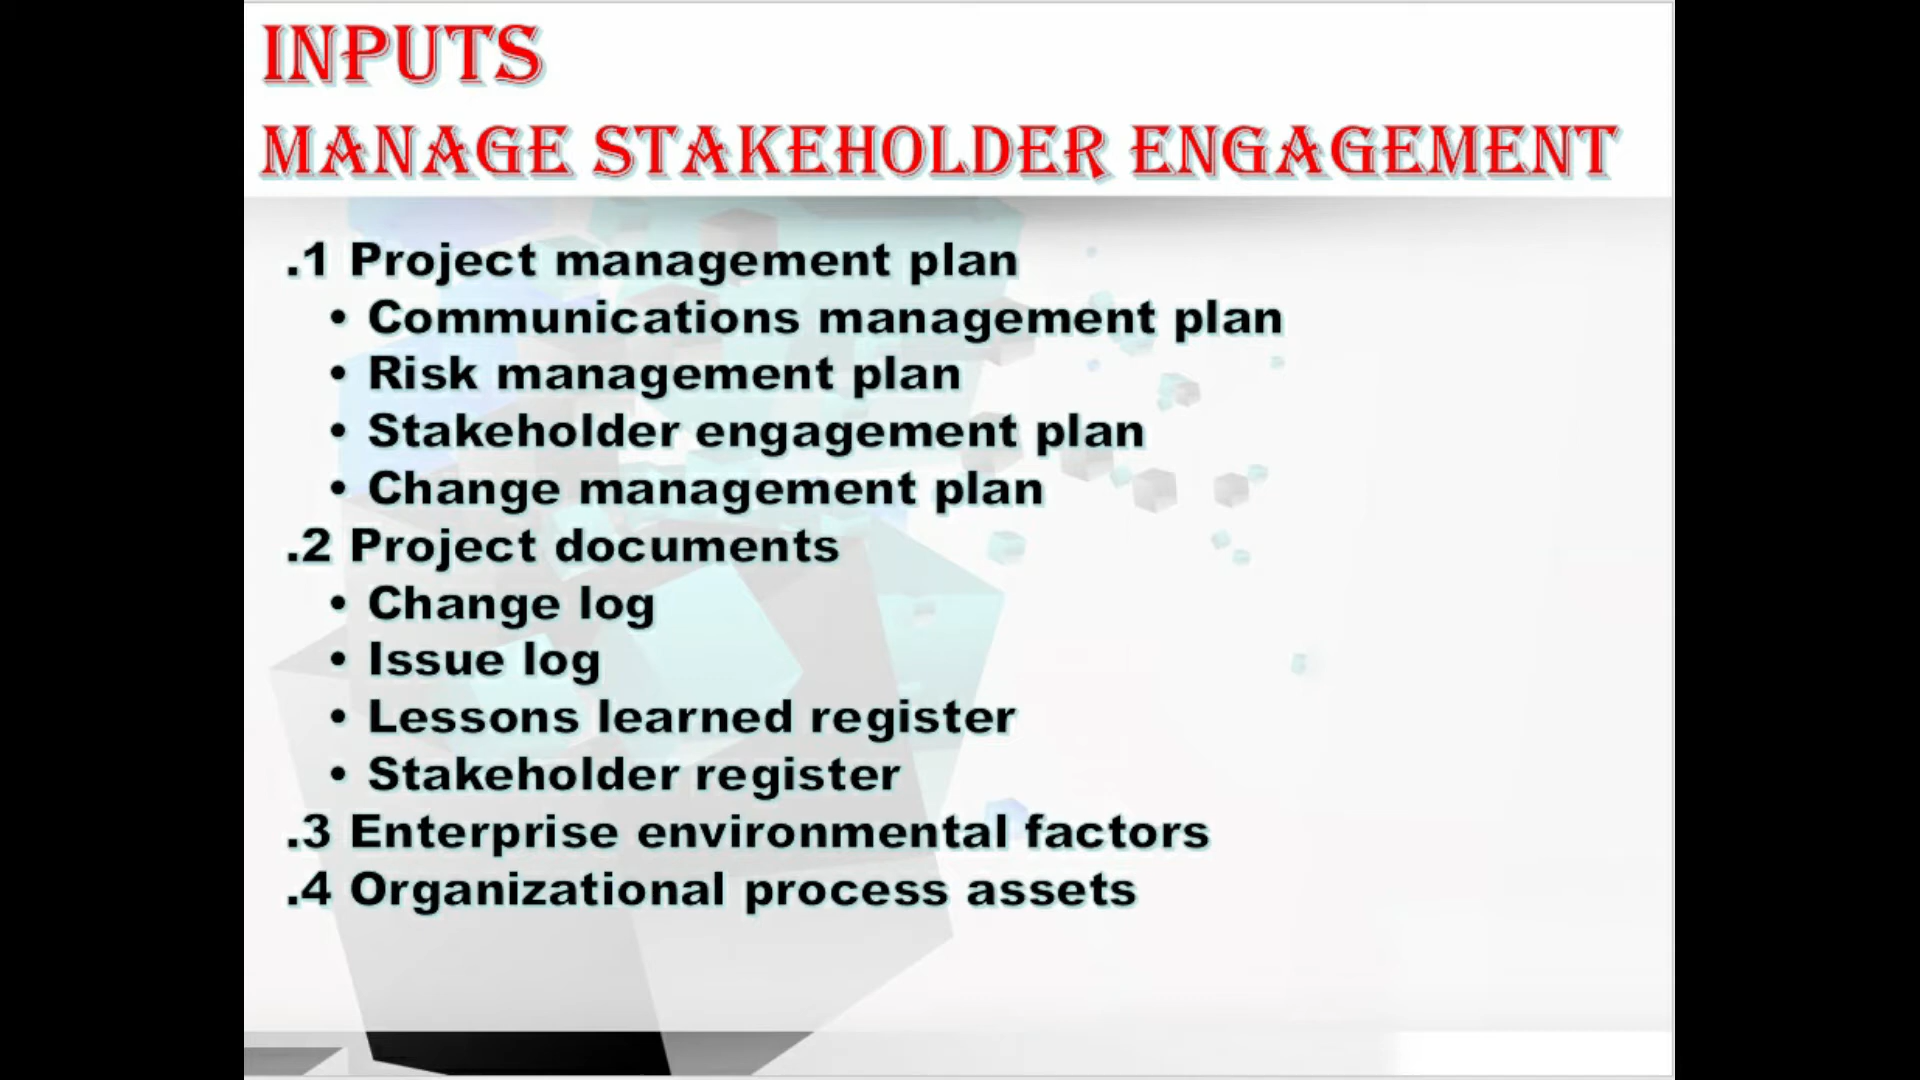 INPUTS
MANAGE STAKEHOLDER ENGAGEMENT
.1 Project management plan
• Communications management plan
• Risk management plan
• Stakeholder engagement plan
• Change management plan
.2 Project documents
• Change log
• Issue log
• Lessons learned register
• Stakeholder register
.3 Enterprise environmental factors
.4 Organizational process assets